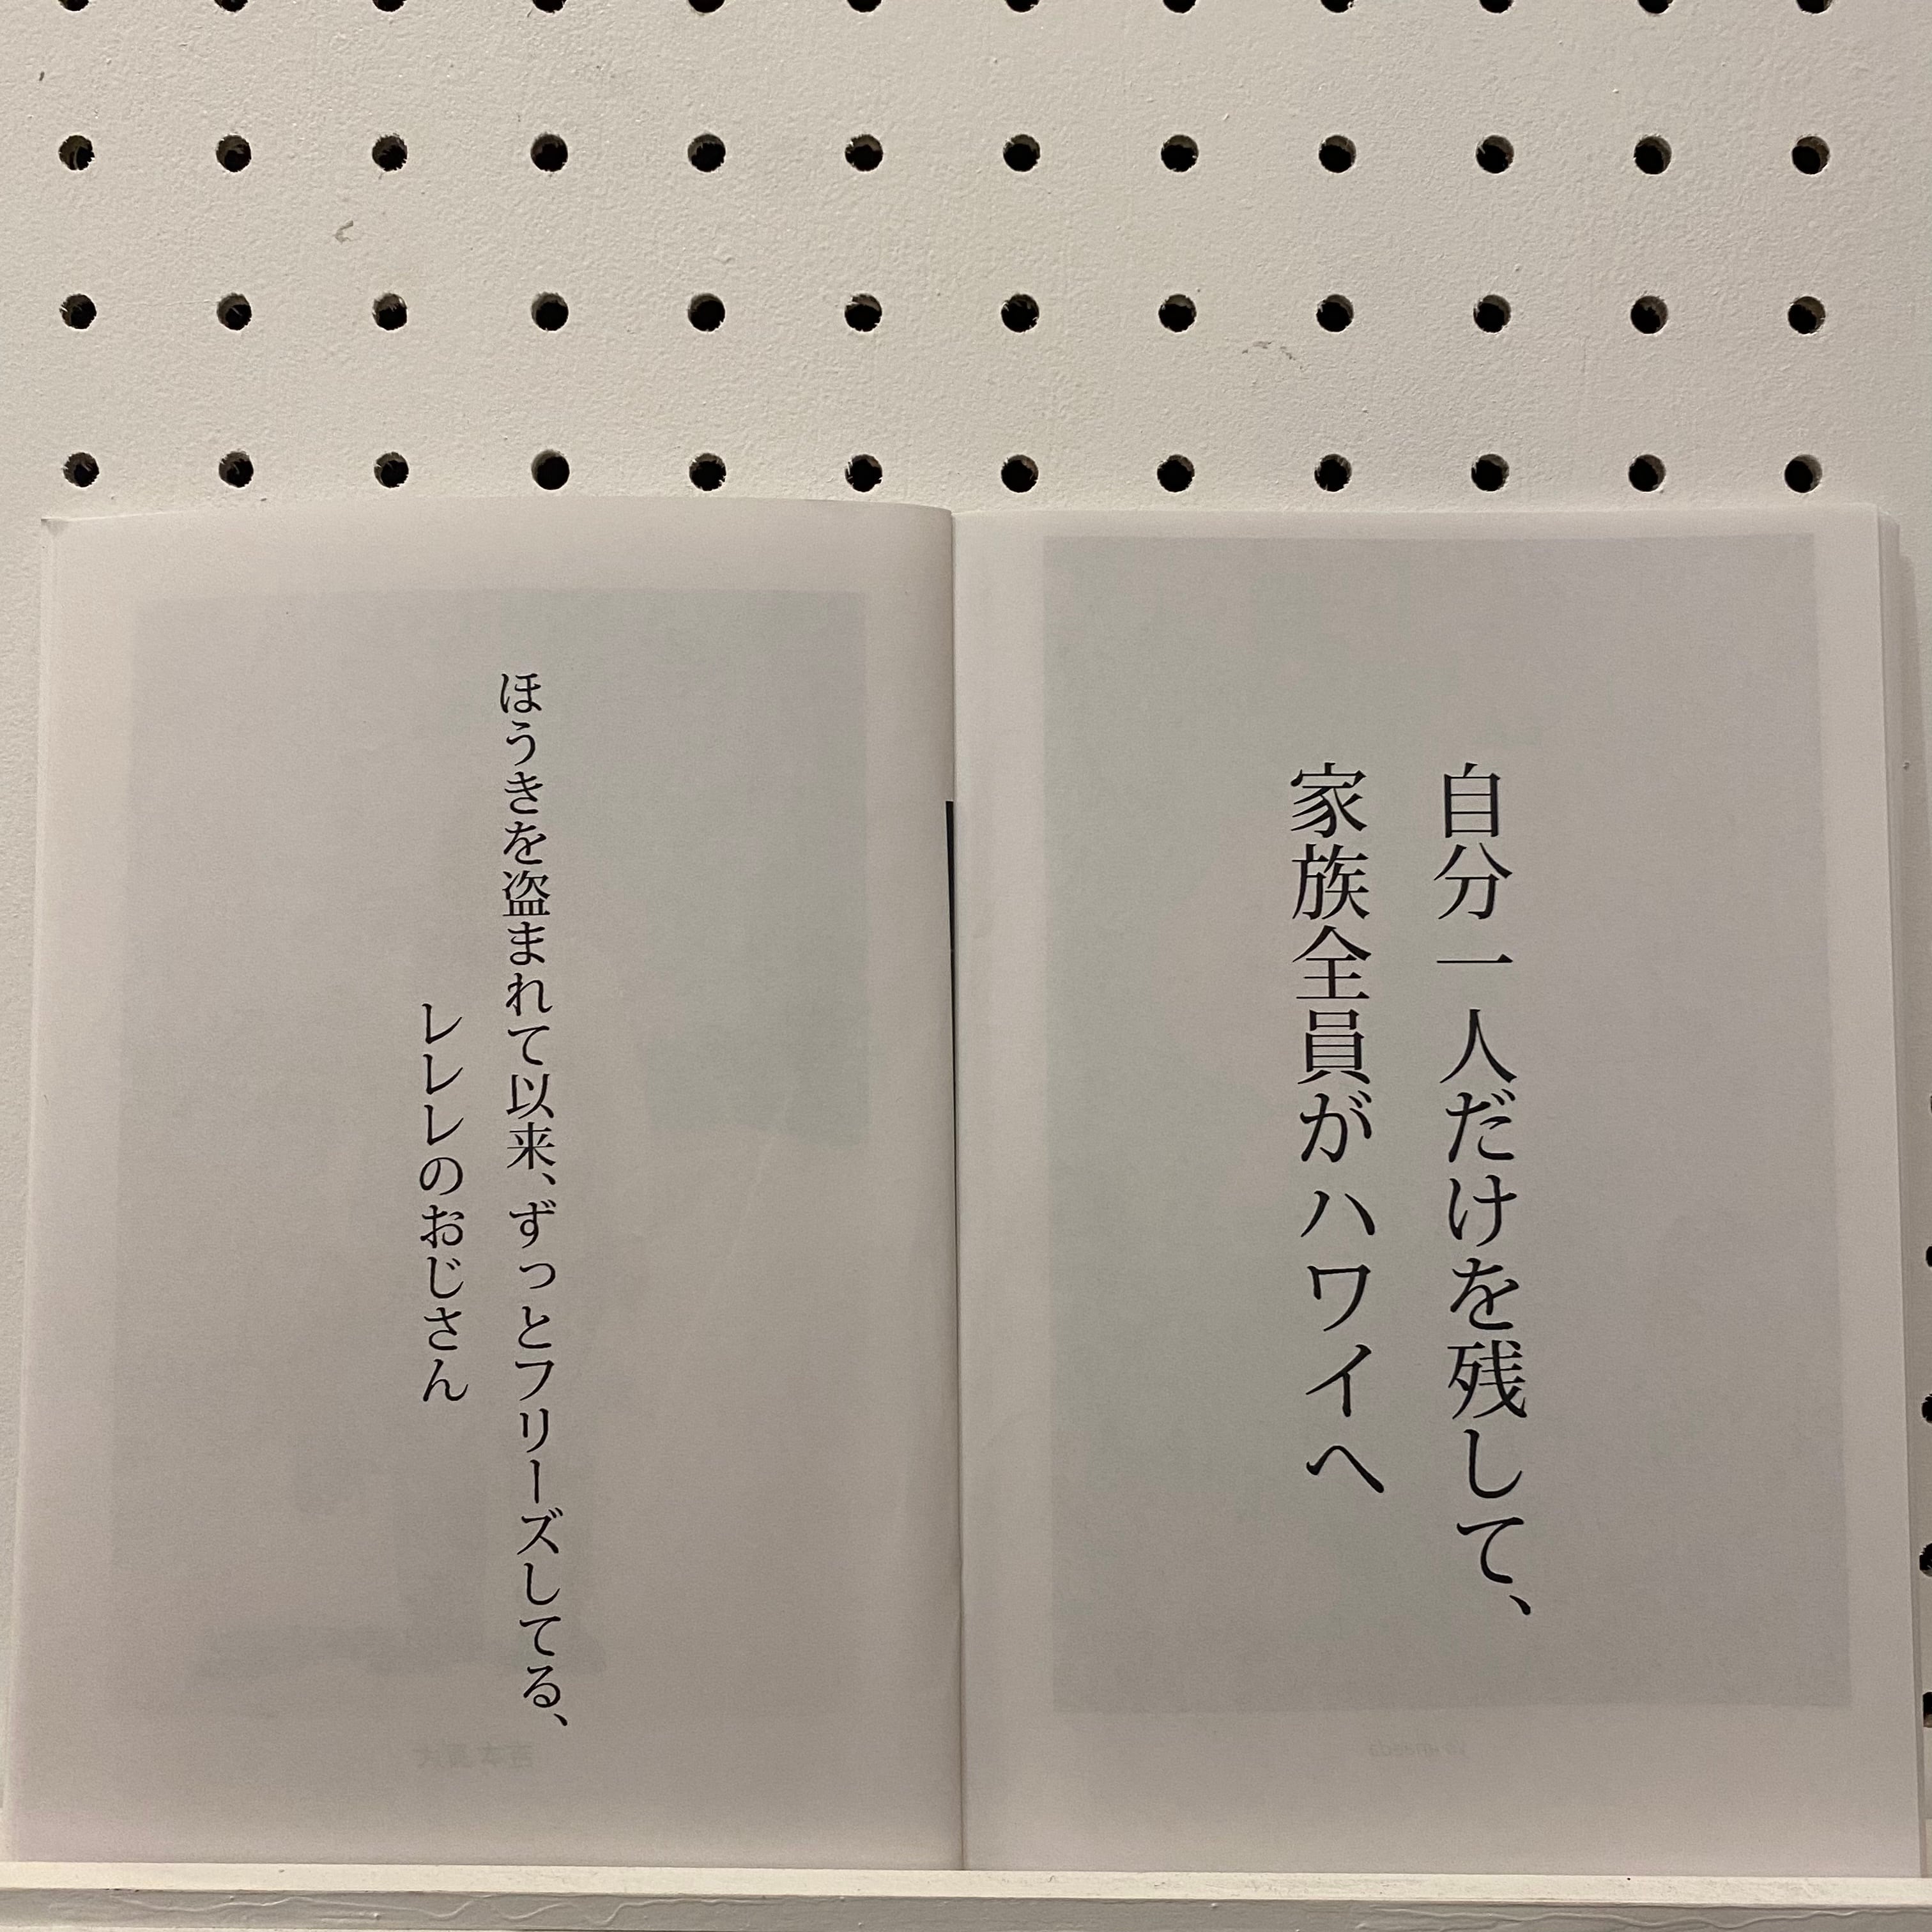 自分一人だけを残して、
家族全員がハワイへ
ほうきを盗まれて以来、ずっとフリーズしてる、
レレレのおじさん